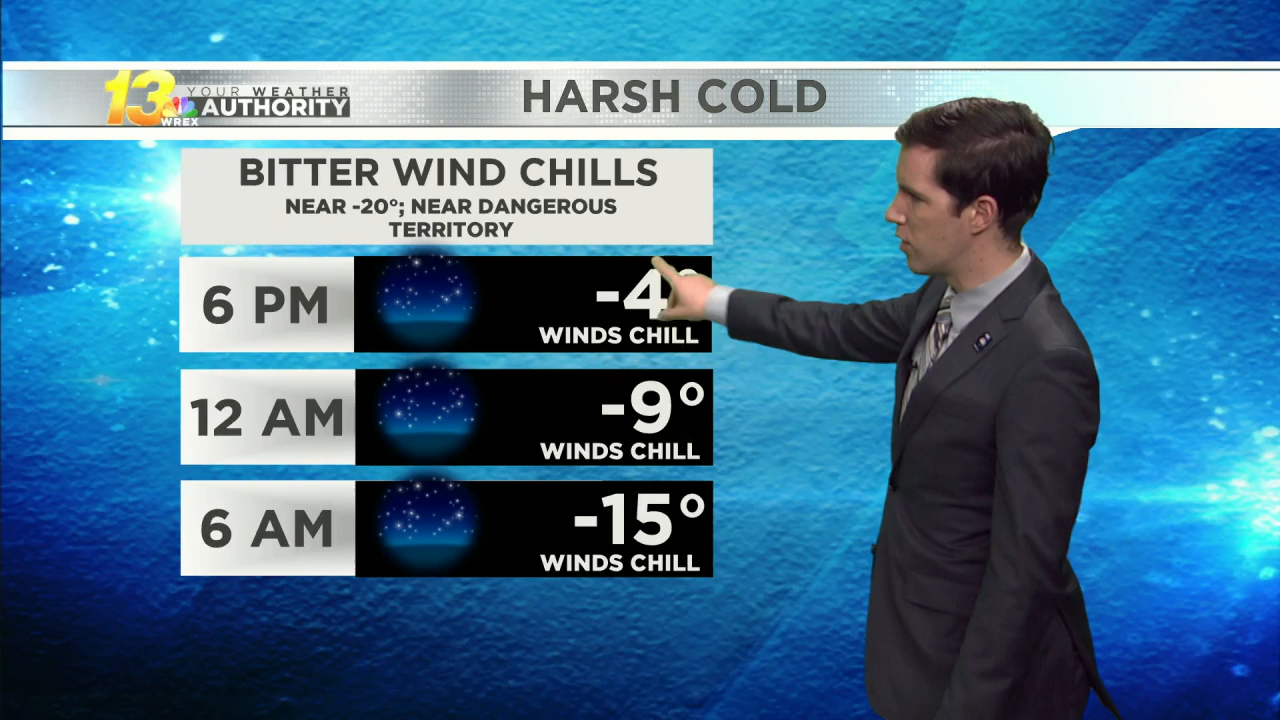 13
WREX
YOUR WEATHER
AUTHORITY
HARSH COLD
BITTER WIND CHILLS
NEAR -20°; NEAR DANGEROUS
TERRITORY
6 PM
-4°
WINDS CHILL
12 AM
-9°
WINDS CHILL
6 AM
-15°
WINDS CHILL